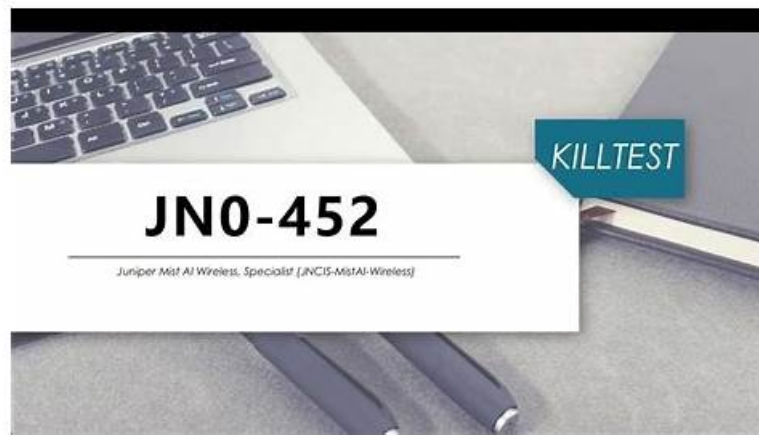 KILLTEST
JN0-452
Juniper Mist AI Wireless, Specialist (JNCIS-MistAI-Wireless)